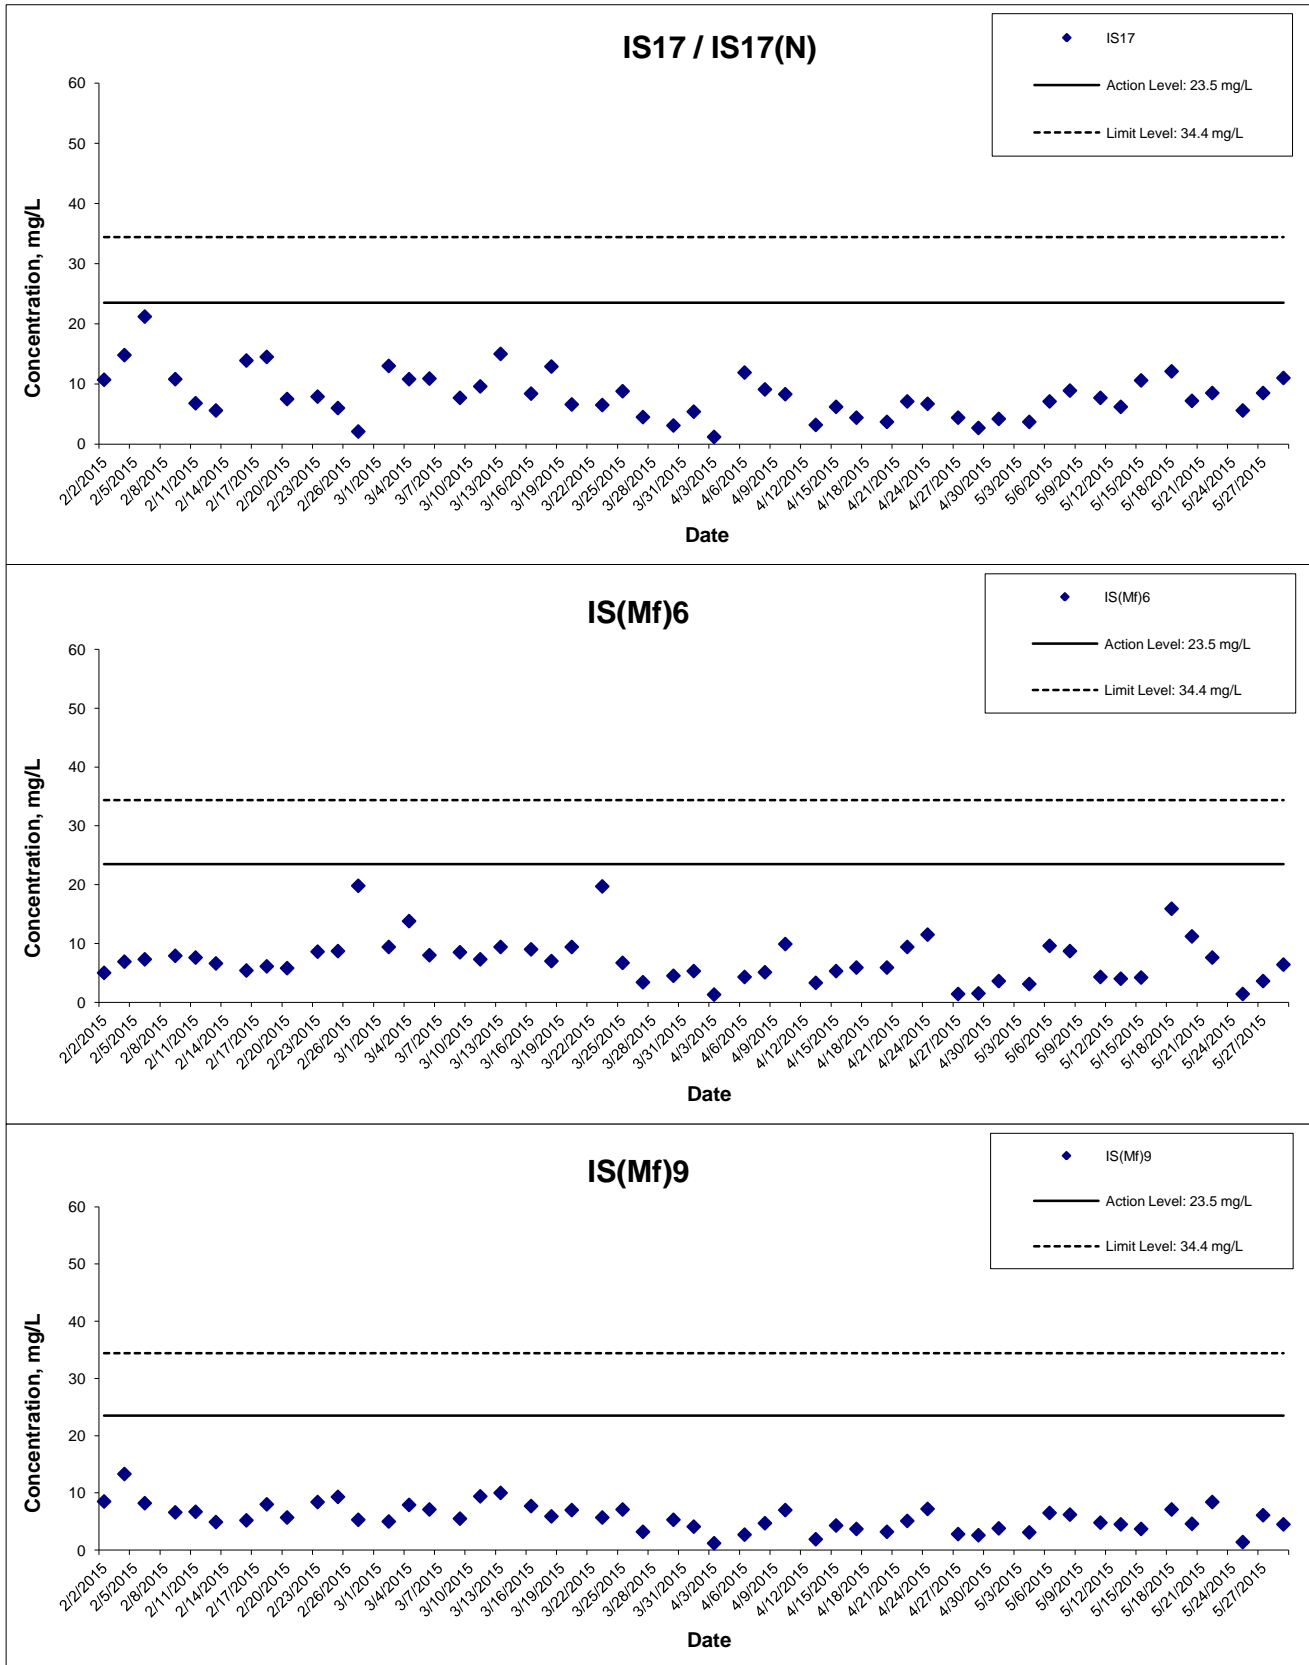 IS17 / IS17(N)
IS17
Action Level: 23.5 mg/L
Limit Level: 34.4 mg/L
Concentration, mg/L
60
50
40
30
20
10
0
2/2/2015 2/5/2015 2/8/2015 2/11/2015 2/14/2015 2/17/2015 2/20/2015 2/23/2015 2/26/2015 3/1/2015 3/4/2015 3/7/2015 3/10/2015 3/13/2015 3/16/2015 3/19/2015 3/22/2015 3/25/2015 3/28/2015 3/31/2015 4/3/2015 4/6/2015 4/9/2015 4/12/2015 4/15/2015 4/18/2015 4/21/2015 4/24/2015 4/27/2015 4/30/2015 5/3/2015 5/6/2015 5/9/2015 5/12/2015 5/15/2015 5/18/2015 5/21/2015 5/24/2015 5/27/2015
Date
IS(Mf)6
IS(Mf)6
Action Level: 23.5 mg/L
Limit Level: 34.4 mg/L
Concentration, mg/L
60
50
40
30
20
10
0
2/2/2015 2/5/2015 2/8/2015 2/11/2015 2/14/2015 2/17/2015 2/20/2015 2/23/2015 2/26/2015 3/1/2015 3/4/2015 3/7/2015 3/10/2015 3/13/2015 3/16/2015 3/19/2015 3/22/2015 3/25/2015 3/28/2015 3/31/2015 4/3/2015 4/6/2015 4/9/2015 4/12/2015 4/15/2015 4/18/2015 4/21/2015 4/24/2015 4/27/2015 4/30/2015 5/3/2015 5/6/2015 5/9/2015 5/12/2015 5/15/2015 5/18/2015 5/21/2015 5/24/2015 5/27/2015
Date
IS(Mf)9
IS(Mf)9
Action Level: 23.5 mg/L
Limit Level: 34.4 mg/L
Concentration, mg/L
60
50
40
30
20
10
0
2/2/2015 2/5/2015 2/8/2015 2/11/2015 2/14/2015 2/17/2015 2/20/2015 2/23/2015 2/26/2015 3/1/2015 3/4/2015 3/7/2015 3/10/2015 3/13/2015 3/16/2015 3/19/2015 3/22/2015 3/25/2015 3/28/2015 3/31/2015 4/3/2015 4/6/2015 4/9/2015 4/12/2015 4/15/2015 4/18/2015 4/21/2015 4/24/2015 4/27/2015 4/30/2015 5/3/2015 5/6/2015 5/9/2015 5/12/2015 5/15/2015 5/18/2015 5/21/2015 5/24/2015 5/27/2015
Date